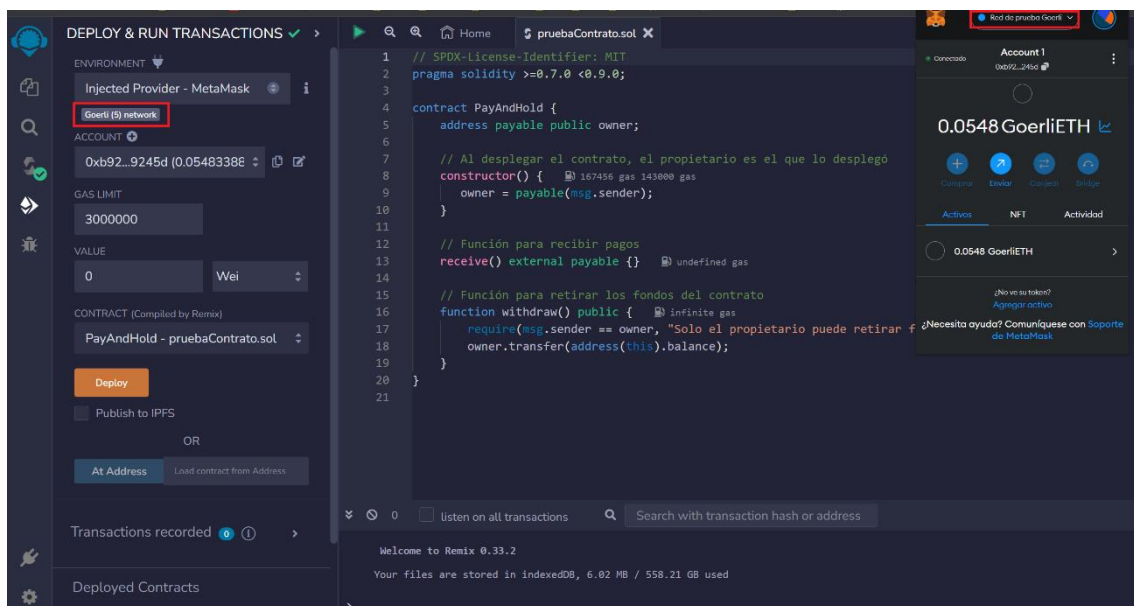 DEPLOY & RUN TRANSACTIONS
ENVIRONMENT
Injected Provider - MetaMask
Goerli (5) network
ACCOUNT
0xb92...9245d (0.05483388
GAS LIMIT
3000000
VALUE
0 Wei
CONTRACT (Compiled by Remix)
PayAndHold - pruebaContrato.sol
Deploy
Publish to IPFS
OR
At Address Load contract from Address
Transactions recorded 0
Deployed Contracts
Home pruebaContrato.sol
1 // SPDX-License-Identifier: MIT
2 pragma solidity >=0.7.0 <0.9.0;
3
4 contract PayAndHold {
5 address payable public owner;
6
7 // Al desplegar el contrato, el propietario es el que lo desplegó
8 constructor() { 167456 gas 143000 gas
9 owner = payable(msg.sender);
10 }
11
12 // Función para recibir pagos
13 receive() external payable {} undefined gas
14
15 // Función para retirar los fondos del contrato
16 function withdraw() public { infinite gas
17 require(msg.sender == owner, "Solo el propietario puede retirar f
18 owner.transfer(address(this).balance);
19 }
20 }
21
0 listen on all transactions Search with transaction hash or address
Welcome to Remix 0.33.2
Your files are stored in indexedDB, 6.02 MB / 558.21 GB used
Red de prueba Goerli
Conectado
Account 1
0xb92...245d
0.0548 GoerliETH
Comprar Enviar Canjear Bridge
Activos NFT Actividad
0.0548 GoerliETH
¿No ve su token?
Agregar activo
¿Necesita ayuda? Comuníquese con Soporte
de MetaMask